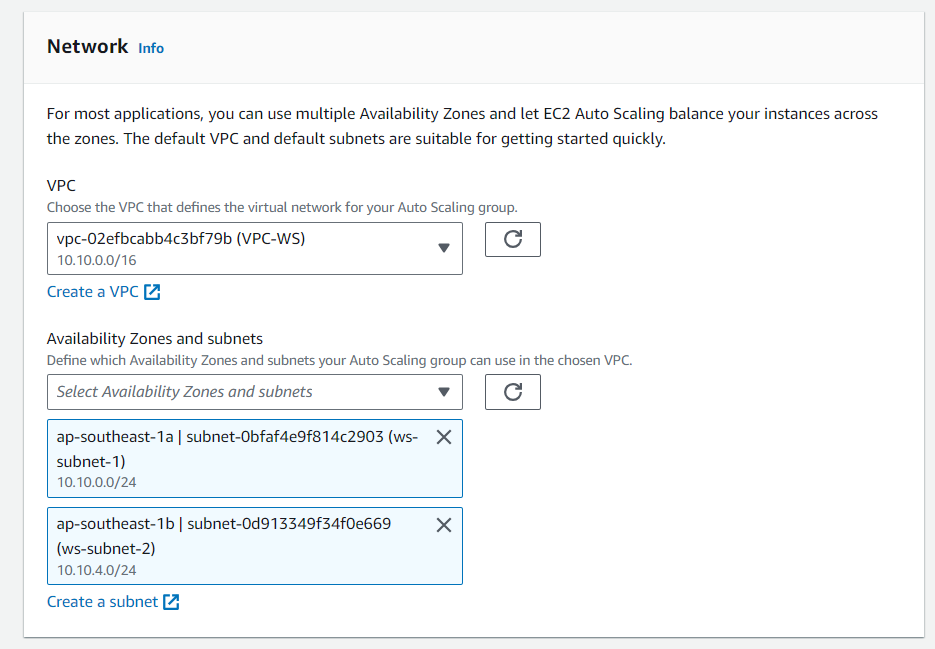 Network Info
For most applications, you can use multiple Availability Zones and let EC2 Auto Scaling balance your instances across
the zones. The default VPC and default subnets are suitable for getting started quickly.
VPC
Choose the VPC that defines the virtual network for your Auto Scaling group.
vpc-02efbcabb4c3bf79b (VPC-WS)
10.10.0.0/16
Create a VPC
Availability Zones and subnets
Define which Availability Zones and subnets your Auto Scaling group can use in the chosen VPC.
Select Availability Zones and subnets
ap-southeast-1a | subnet-0bfaf4e9f814c2903 (ws-
subnet-1)
10.10.0.0/24
ap-southeast-1b | subnet-0d913349f34f0e669
(ws-subnet-2)
10.10.4.0/24
Create a subnet